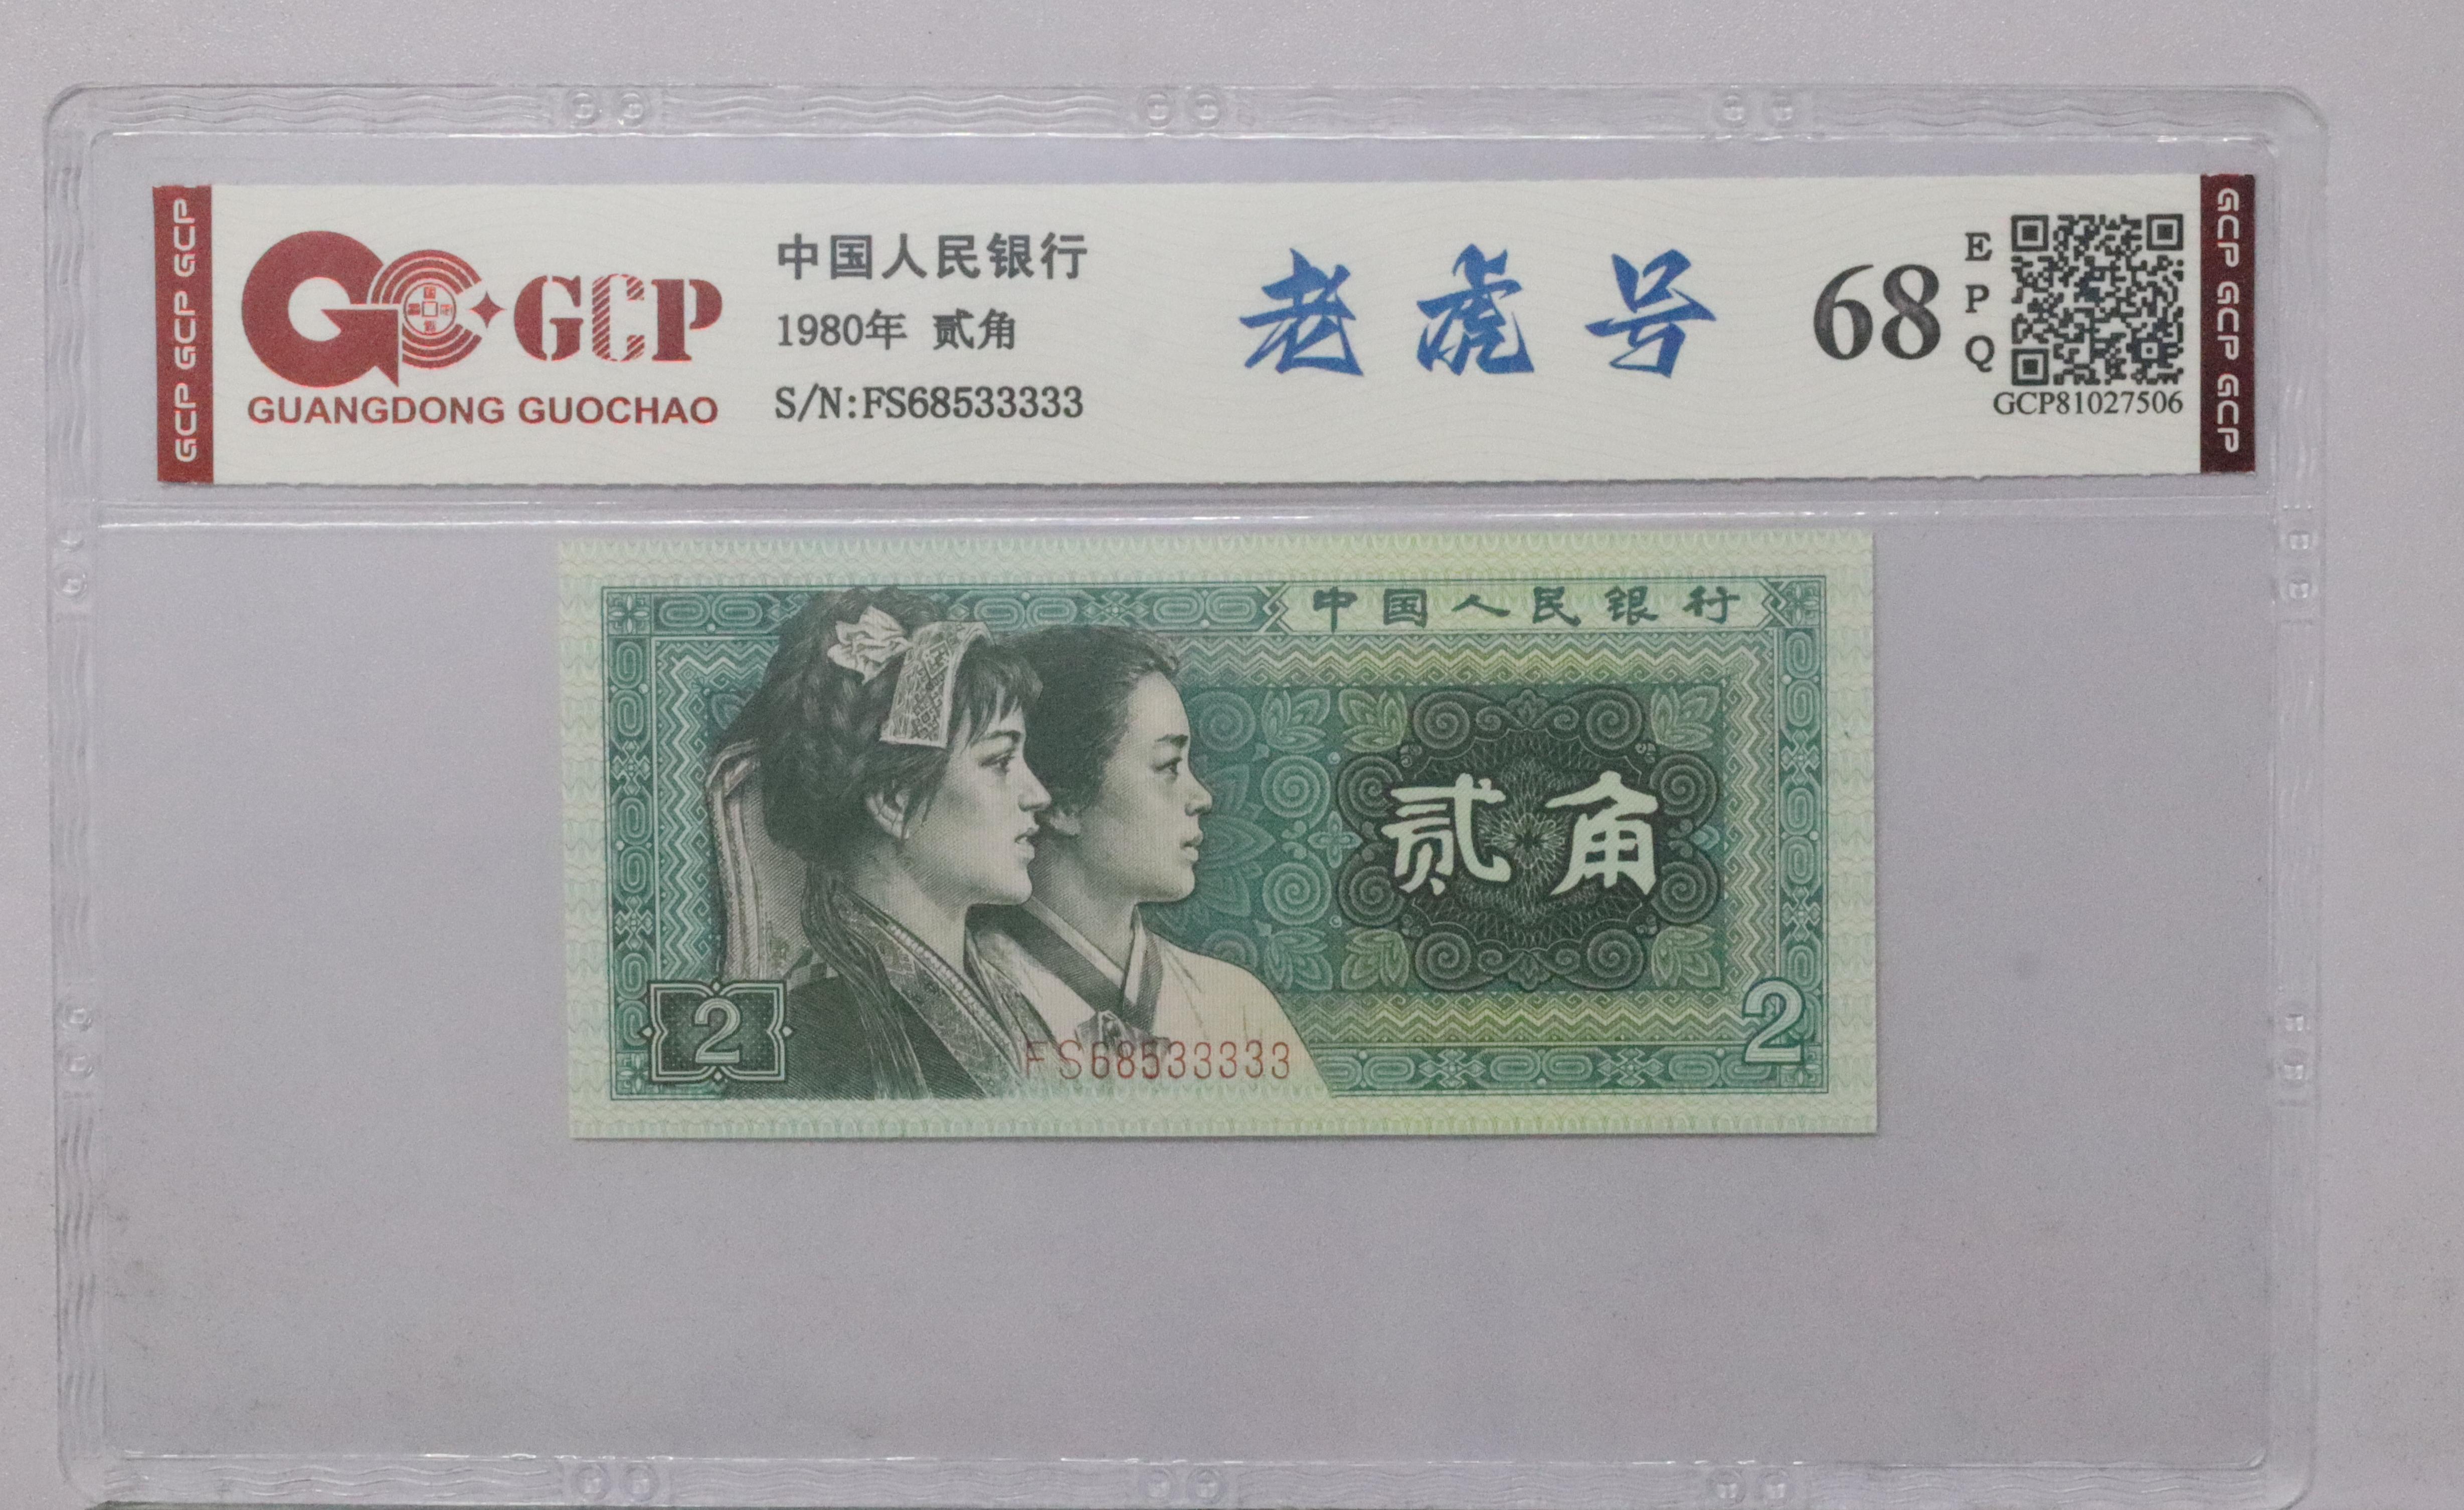 GCP GCP GCP
GCP
GUANGDONG GUOCHAO
中国人民银行
1980年 贰角
S/N:FS68533333
老虎号
68
EPQ
GCP81027506
GCP GCP GCP
中国人民银行
贰角
2
FS68533333
2